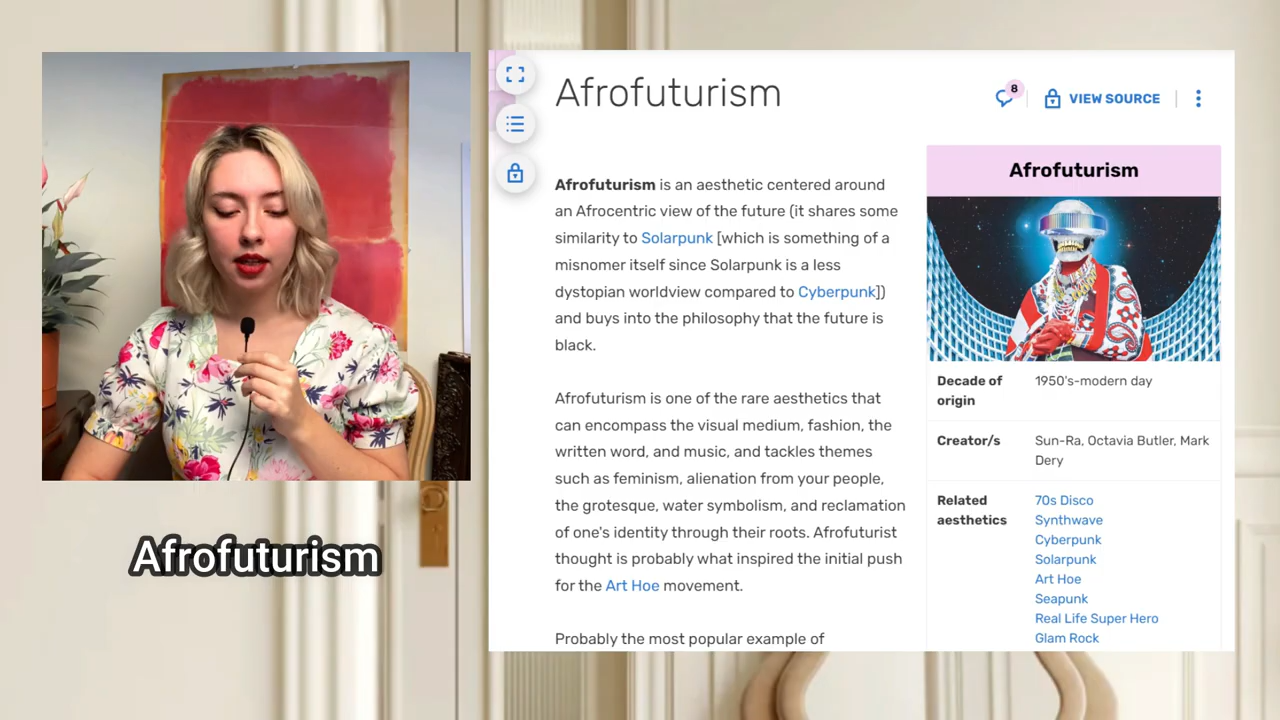 Afrofuturism
8
VIEW SOURCE
Afrofuturism is an aesthetic centered around
an Afrocentric view of the future (it shares some
similarity to Solarpunk [which is something of a
misnomer itself since Solarpunk is a less
dystopian worldview compared to Cyberpunk])
and buys into the philosophy that the future is
black.
Afrofuturism is one of the rare aesthetics that
can encompass the visual medium, fashion, the
written word, and music, and tackles themes
such as feminism, alienation from your people,
the grotesque, water symbolism, and reclamation
of one's identity through their roots. Afrofuturist
thought is probably what inspired the initial push
for the Art Hoe movement.
Probably the most popular example of
Afrofuturism
Decade of
origin
1950's-modern day
Creator/s
Sun-Ra, Octavia Butler, Mark
Dery
Related
aesthetics
70s Disco
Synthwave
Cyberpunk
Solarpunk
Art Hoe
Seapunk
Real Life Super Hero
Glam Rock
Afrofuturism